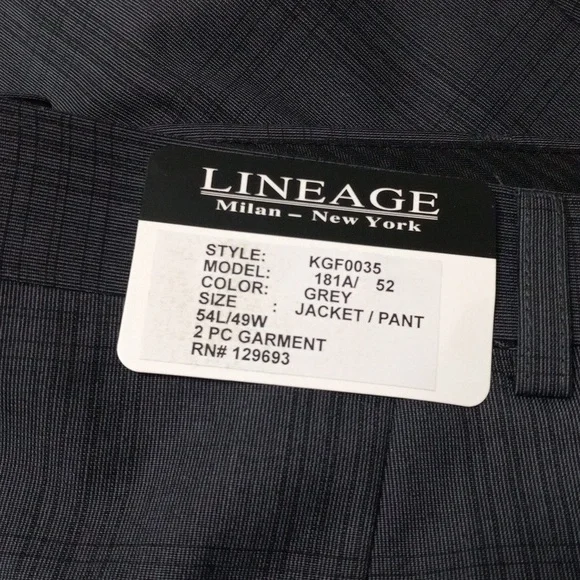 LINEAGE
Milan – New York
STYLE: KGF0035
MODEL: 181A/ 52
COLOR: GREY
SIZE : JACKET / PANT
54L/49W
2 PC GARMENT
RN# 129693